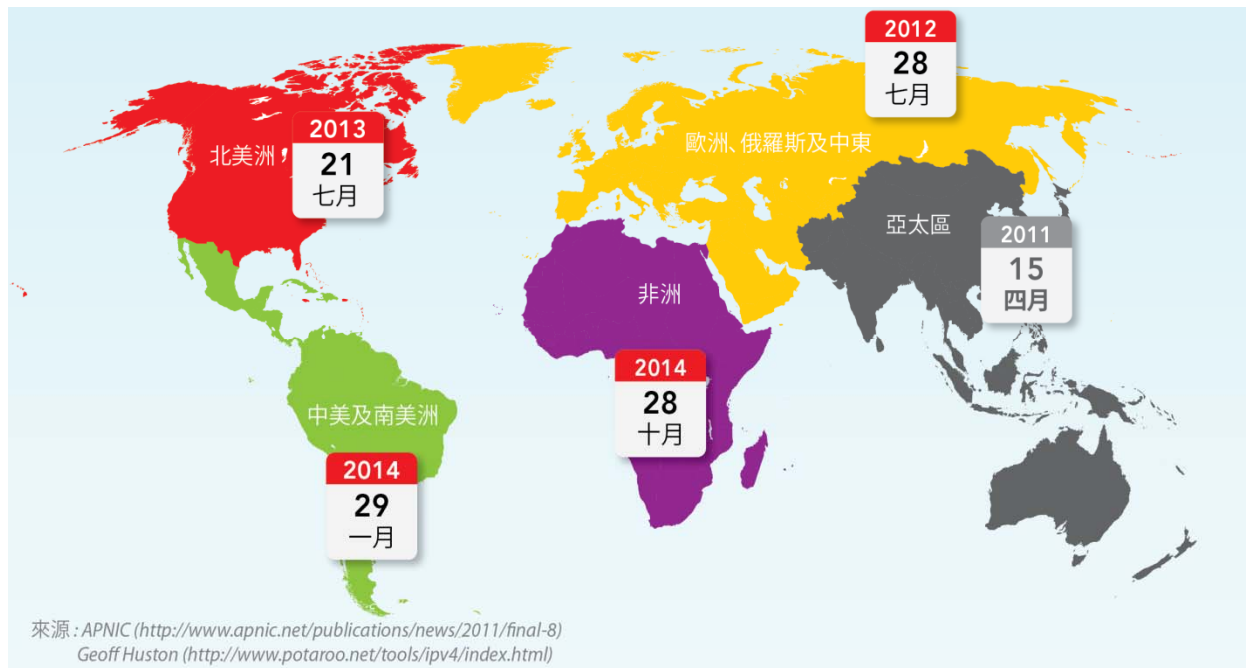 2012
28
七月
2013
21
七月
北美洲
歐洲、俄羅斯及中東
亞太區
2011
15
四月
非洲
2014
28
十月
中美及南美洲
2014
29
一月
來源 : APNIC (http://www.apnic.net/publications/news/2011/final-8)
Geoff Huston (http://www.potaroo.net/tools/ipv4/index.html)